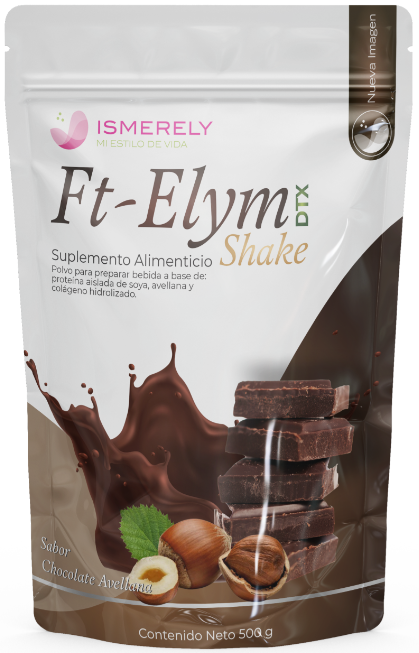 Nueva Imagen
ISMERELY
MI ESTILO DE VIDA
Ft-Elym
DTX
Shake
Suplemento Alimenticio
Polvo para preparar bebida a base de:
proteína aislada de soya, avellana y
colágeno hidrolizado.
Sabor
Chocolate Avellana
Contenido Neto 500 g